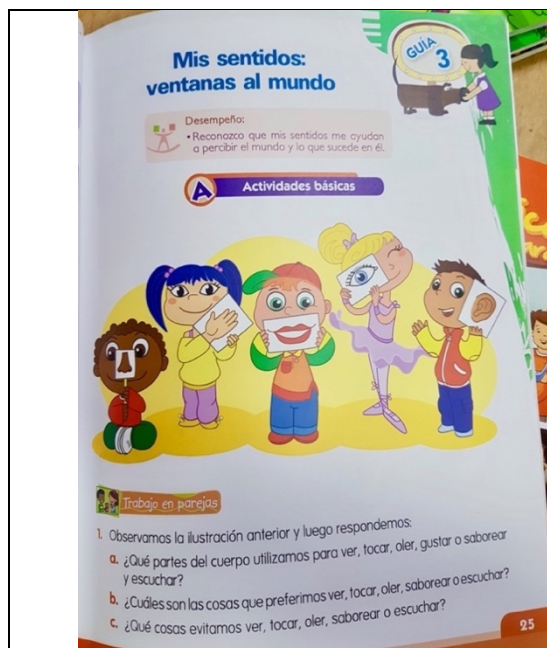 GUÍA
3
Mis sentidos:
ventanas al mundo
Desempeño:
• Reconozco que mis sentidos me ayudan
a percibir el mundo y lo que sucede en él.
A Actividades básicas
Trabajo en parejas
1. Observamos la ilustración anterior y luego respondemos:
a. ¿Qué partes del cuerpo utilizamos para ver, tocar, oler, gustar o saborear
y escuchar?
b. ¿Cuáles son las cosas que preferimos ver, tocar, oler, saborear o escuchar?
c. ¿Qué cosas evitamos ver, tocar, oler, saborear o escuchar?
25